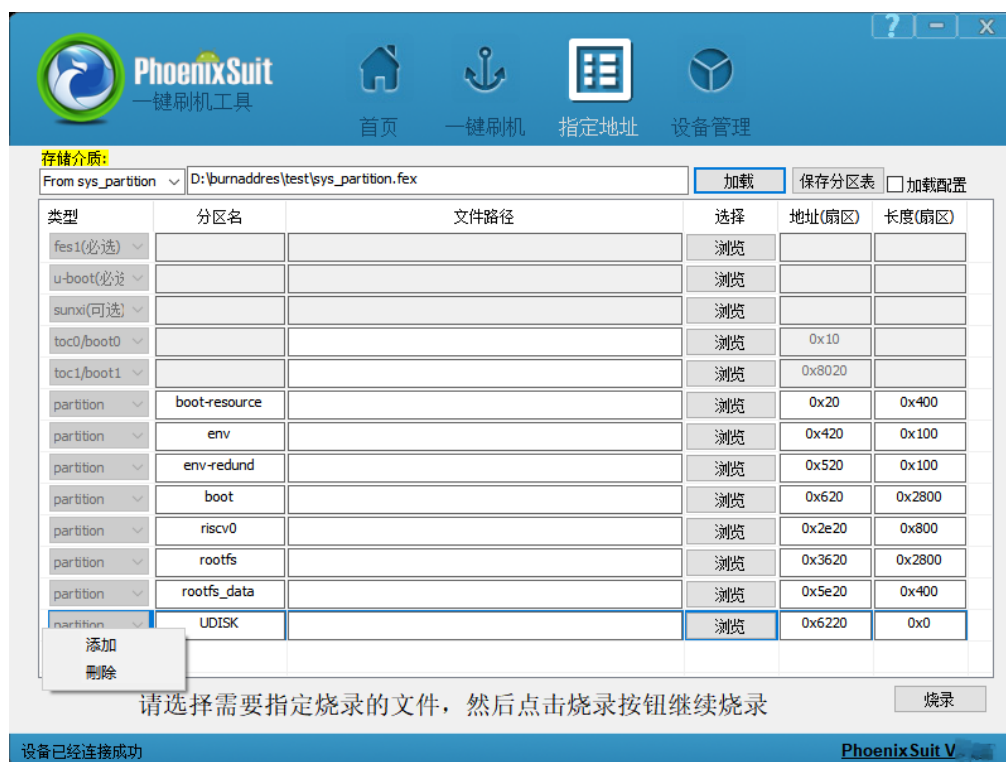 PhoenixSuit
一键刷机工具
首页 一键刷机 指定地址 设备管理
存储介质:
From sys_partition D:\burnaddres\test\sys_partition.fex 加载 保存分区表 加载配置
类型 分区名 文件路径 选择 地址(扇区) 长度(扇区)
fes1(必选) 浏览
u-boot(必选 浏览
sunxi(可选) 浏览
toc0/boot0 浏览 0x10
toc1/boot1 浏览 0x8020
partition boot-resource 浏览 0x20 0x400
partition env 浏览 0x420 0x100
partition env-redund 浏览 0x520 0x100
partition boot 浏览 0x620 0x2800
partition riscv0 浏览 0x2e20 0x800
partition rootfs 浏览 0x3620 0x2800
partition rootfs_data 浏览 0x5e20 0x400
partition UDISK 浏览 0x6220 0x0
添加
刪除
请选择需要指定烧录的文件，然后点击烧录按钮继续烧录 烧录
设备已经连接成功 PhoenixSuit V